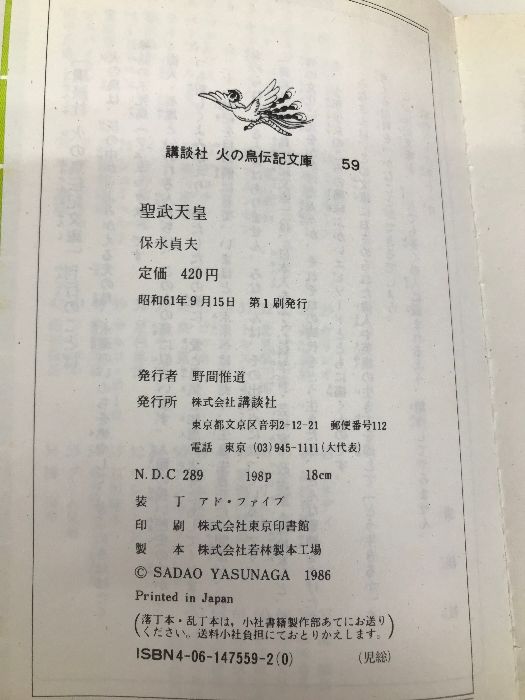 講談社 火の鳥伝記文庫 59
聖武天皇
保永貞夫
定価 420円
昭和61年9月15日 第1刷発行
発行者 野間惟道
発行所 株式会社講談社
東京都文京区音羽2-12-21 郵便番号112
電話 東京 (03)945-1111(大代表)
N.D.C 289 198p 18cm
装丁 アド・ファイブ
印刷 株式会社東京印書館
製本 株式会社若林製本工場
© SADAO YASUNAGA 1986
Printed in Japan
(落丁本・乱丁本は,小社書籍製作部あてにお送り
ください。送料小社負担にておとりかえします。)
ISBN4-06-147559-2(0) (児総)